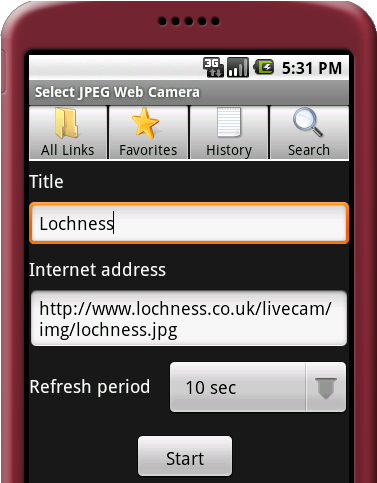 3G 5:31 PM
Select JPEG Web Camera
All Links Favorites History Search
Title
Lochness
Internet address
http://www.lochness.co.uk/livecam/
img/lochness.jpg
Refresh period 10 sec
Start